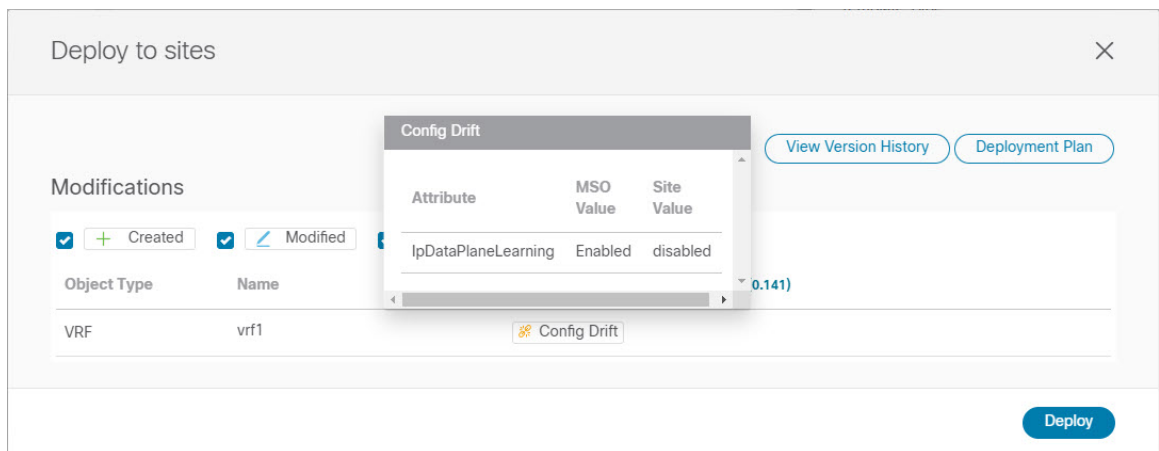 Deploy to sites
Config Drift
View Version History
Deployment Plan
Attribute
MSO Value
Site Value
Modifications
Created
Modified
IpDataPlaneLearning Enabled disabled
Object Type Name
0.141)
VRF vrf1 Config Drift
Deploy